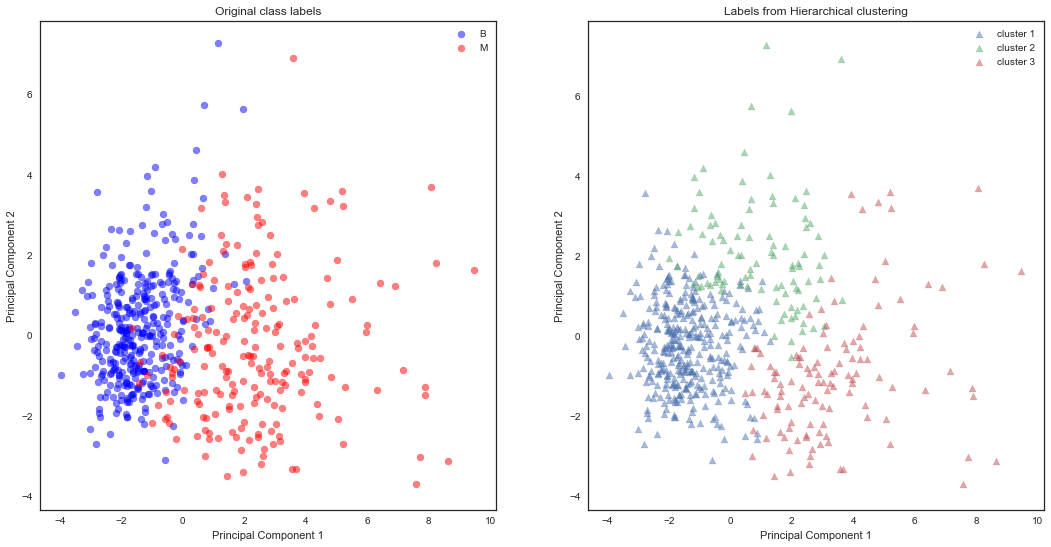 Original class labels
B
M
Principal Component 2
6
4
2
0
−2
−4
−4 −2 0 2 4 6 8 10
Principal Component 1
Labels from Hierarchical clustering
cluster 1
cluster 2
cluster 3
Principal Component 2
6
4
2
0
−2
−4
−4 −2 0 2 4 6 8 10
Principal Component 1